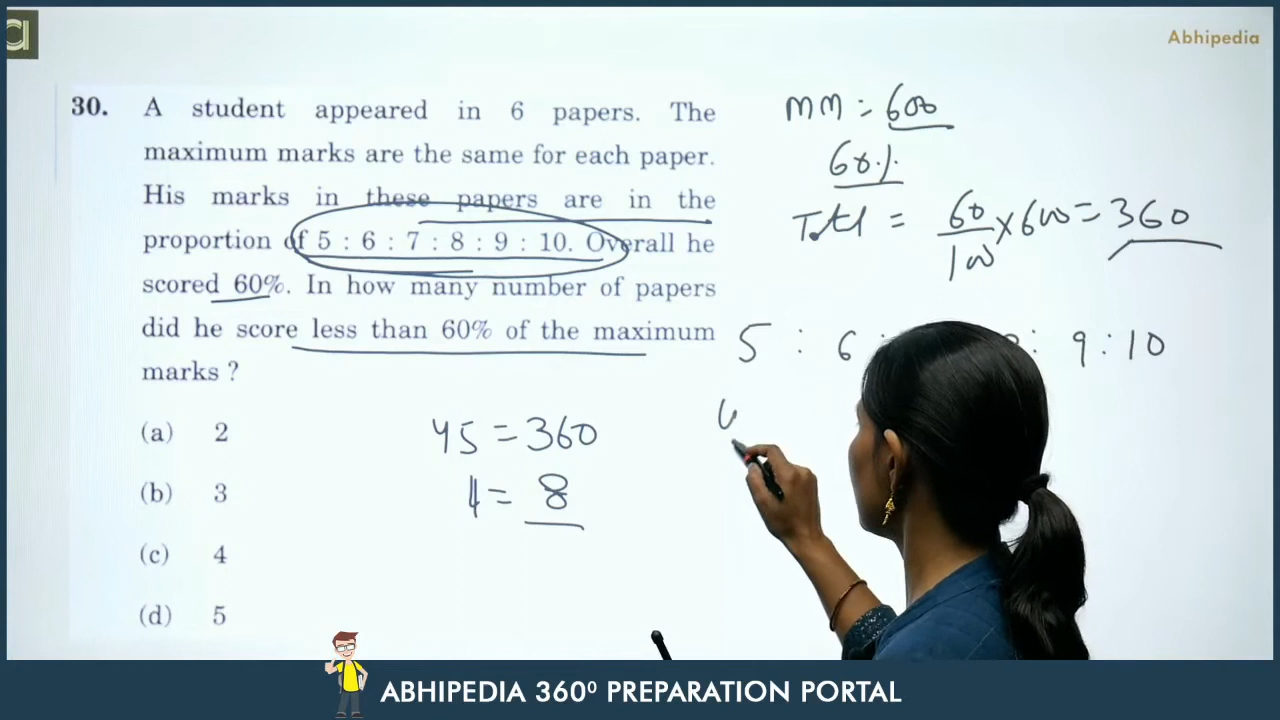 a
Abhipedia
30. A student appeared in 6 papers. The
maximum marks are the same for each paper.
His marks in these papers are in the
proportion of 5 : 6 : 7 : 8 : 9 : 10. Overall he
scored 60%. In how many number of papers
did he score less than 60% of the maximum
marks ?
(a) 2
(b) 3
(c) 4
(d) 5
MM = 600
60%
Total = 60/100 × 600 = 360
5 : 6 : : 9 : 10
45 = 360
1 = 8
ABHIPEDIA 360⁰ PREPARATION PORTAL